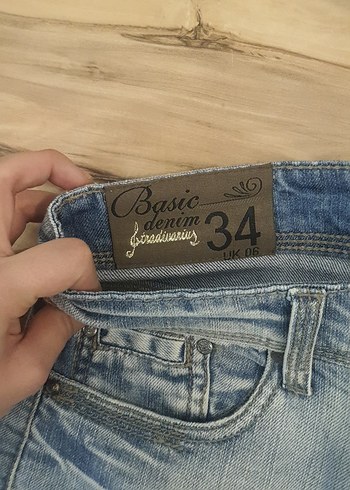 Basic
denim
Stradivarius
34
UK 06